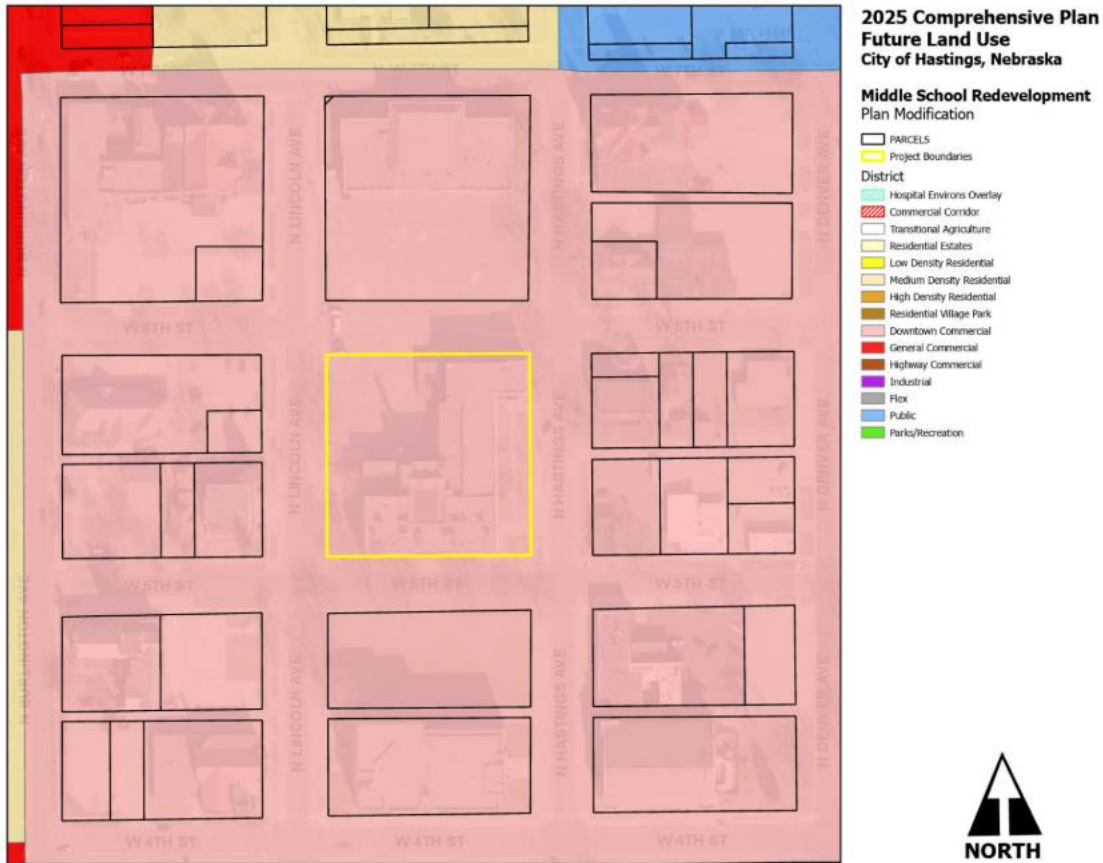 2025 Comprehensive Plan
Future Land Use
City of Hastings, Nebraska
Middle School Redevelopment
Plan Modification
PARCELS
Project Boundaries
District
Hospital Environs Overlay
Commercial Corridor
Transitional Agriculture
Residential Estates
Low Density Residential
Medium Density Residential
High Density Residential
Residential Village Park
Downtown Commercial
General Commercial
Highway Commercial
Industrial
Flex
Public
Parks/Recreation
W 7TH ST
W 7TH ST
N BURLINGTON AVE
N LINCOLN AVE
N HASTINGS AVE
N DENVER AVE
W 6TH ST
W 6TH ST
N LINCOLN AVE
N HASTINGS AVE
N DENVER AVE
W 5TH ST
W 5TH ST
W 5TH ST
N BURLINGTON AVE
N LINCOLN AVE
N HASTINGS AVE
N DENVER AVE
W 4TH ST
W 4TH ST
W 4TH ST
NORTH